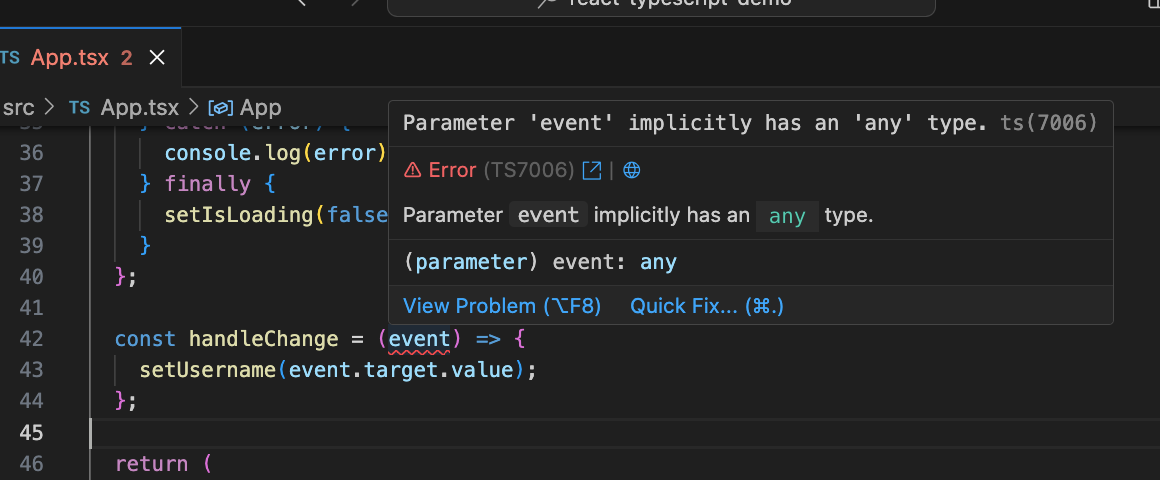 react-typescript-demo
TS App.tsx 2
src > TS App.tsx > App
35 } catch (error) {
36 console.log(error)
37 } finally {
38 setIsLoading(false
39 }
40 };
41
42 const handleChange = (event) => {
43 setUsername(event.target.value);
44 };
45
46 return (
Parameter 'event' implicitly has an 'any' type. ts(7006)
Error (TS7006) |
Parameter event implicitly has an any type.
(parameter) event: any
View Problem (⌥F8) Quick Fix... (⌘.)